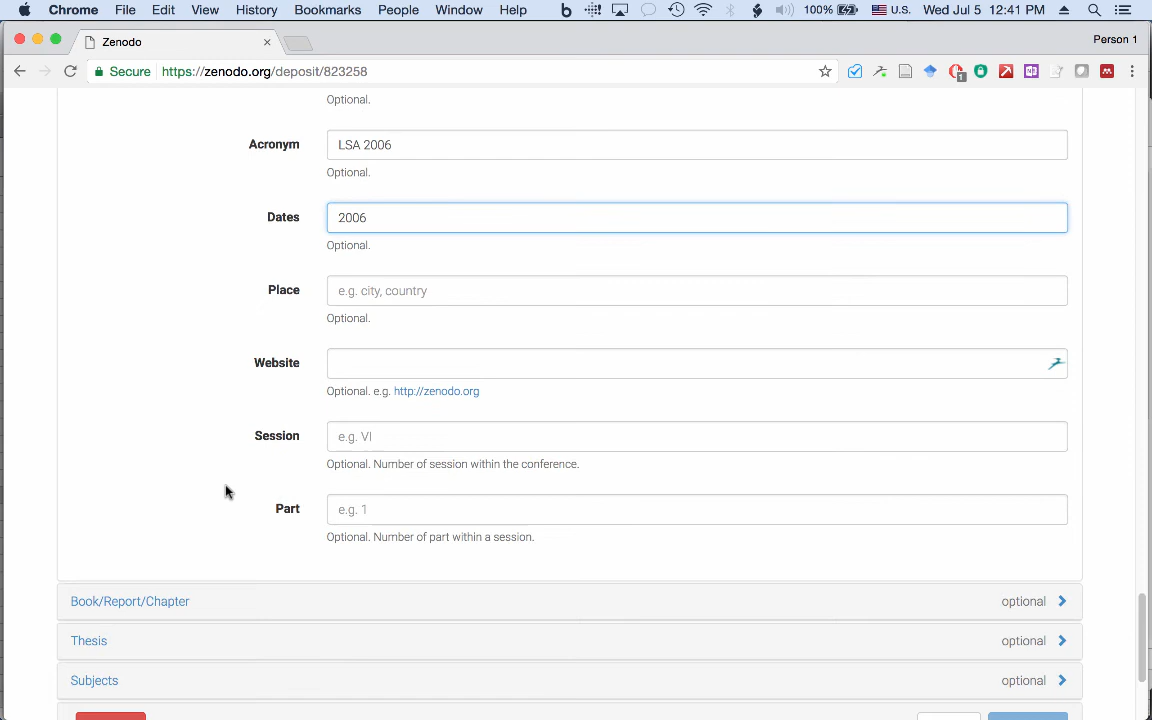 Chrome File Edit View History Bookmarks People Window Help 100% U.S. Wed Jul 5 12:41 PM
Zenodo Person 1
Secure https://zenodo.org/deposit/823258 1
Optional.
Acronym LSA 2006
Optional.
Dates 2006
Optional.
Place e.g. city, country
Optional.
Website
Optional. e.g. http://zenodo.org
Session e.g. VI
Optional. Number of session within the conference.
Part e.g. 1
Optional. Number of part within a session.
Book/Report/Chapter optional
Thesis optional
Subjects optional